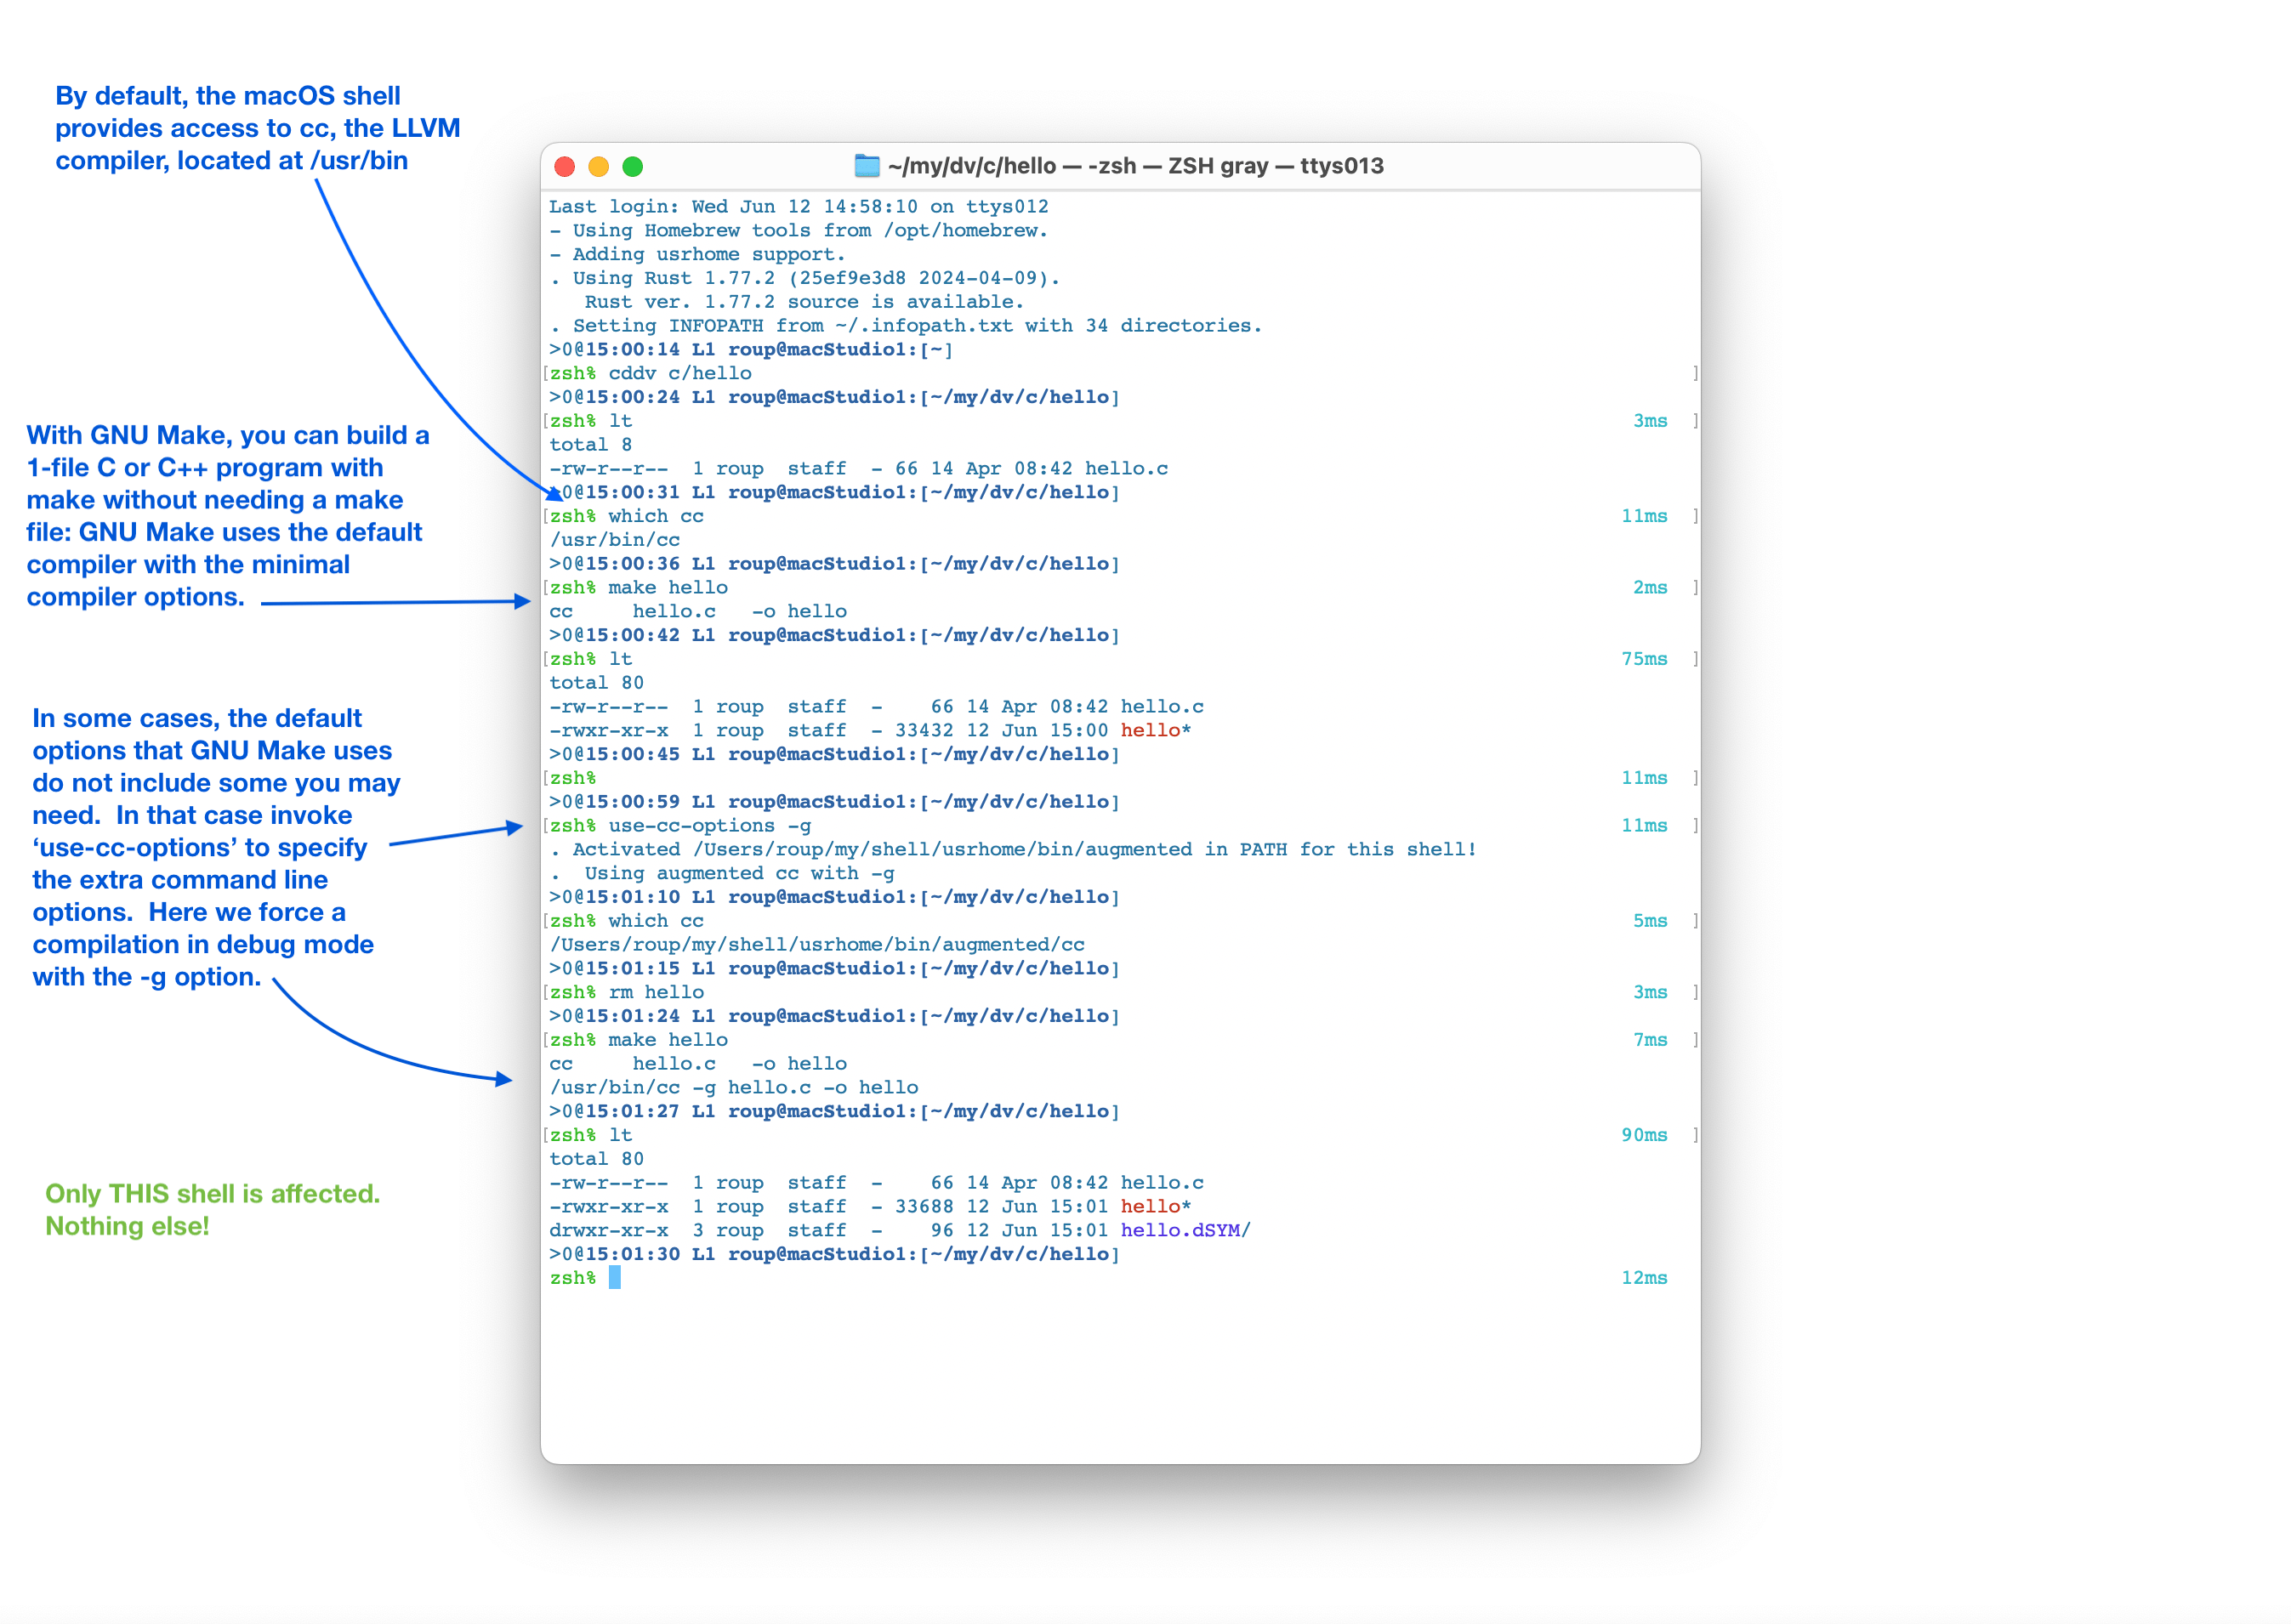 By default, the macOS shell
provides access to cc, the LLVM
compiler, located at /usr/bin
With GNU Make, you can build a
1-file C or C++ program with
make without needing a make
file: GNU Make uses the default
compiler with the minimal
compiler options.
In some cases, the default
options that GNU Make uses
do not include some you may
need.  In that case invoke
‘use-cc-options’ to specify
the extra command line
options.  Here we force a
compilation in debug mode
with the -g option.
Only THIS shell is affected.
Nothing else!
~/my/dv/c/hello — -zsh — ZSH gray — ttys013
Last login: Wed Jun 12 14:58:10 on ttys012
- Using Homebrew tools from /opt/homebrew.
- Adding usrhome support.
. Using Rust 1.77.2 (25ef9e3d8 2024-04-09).
   Rust ver. 1.77.2 source is available.
. Setting INFOPATH from ~/.infopath.txt with 34 directories.
>0@15:00:14 L1 roup@macStudio1:[~]
[zsh% cddv c/hello ]
>0@15:00:24 L1 roup@macStudio1:[~/my/dv/c/hello]
[zsh% lt 3ms ]
total 8
-rw-r--r--  1 roup  staff  - 66 14 Apr 08:42 hello.c
>0@15:00:31 L1 roup@macStudio1:[~/my/dv/c/hello]
[zsh% which cc 11ms ]
/usr/bin/cc
>0@15:00:36 L1 roup@macStudio1:[~/my/dv/c/hello]
[zsh% make hello 2ms ]
cc     hello.c   -o hello
>0@15:00:42 L1 roup@macStudio1:[~/my/dv/c/hello]
[zsh% lt 75ms ]
total 80
-rw-r--r--  1 roup  staff  -    66 14 Apr 08:42 hello.c
-rwxr-xr-x  1 roup  staff  - 33432 12 Jun 15:00 hello*
>0@15:00:45 L1 roup@macStudio1:[~/my/dv/c/hello]
[zsh% 11ms ]
>0@15:00:59 L1 roup@macStudio1:[~/my/dv/c/hello]
[zsh% use-cc-options -g 11ms ]
. Activated /Users/roup/my/shell/usrhome/bin/augmented in PATH for this shell!
.  Using augmented cc with -g
>0@15:01:10 L1 roup@macStudio1:[~/my/dv/c/hello]
[zsh% which cc 5ms ]
/Users/roup/my/shell/usrhome/bin/augmented/cc
>0@15:01:15 L1 roup@macStudio1:[~/my/dv/c/hello]
[zsh% rm hello 3ms ]
>0@15:01:24 L1 roup@macStudio1:[~/my/dv/c/hello]
[zsh% make hello 7ms ]
cc     hello.c   -o hello
/usr/bin/cc -g hello.c -o hello
>0@15:01:27 L1 roup@macStudio1:[~/my/dv/c/hello]
[zsh% lt 90ms ]
total 80
-rw-r--r--  1 roup  staff  -    66 14 Apr 08:42 hello.c
-rwxr-xr-x  1 roup  staff  - 33688 12 Jun 15:01 hello*
drwxr-xr-x  3 roup  staff  -    96 12 Jun 15:01 hello.dSYM/
>0@15:01:30 L1 roup@macStudio1:[~/my/dv/c/hello]
zsh% 12ms